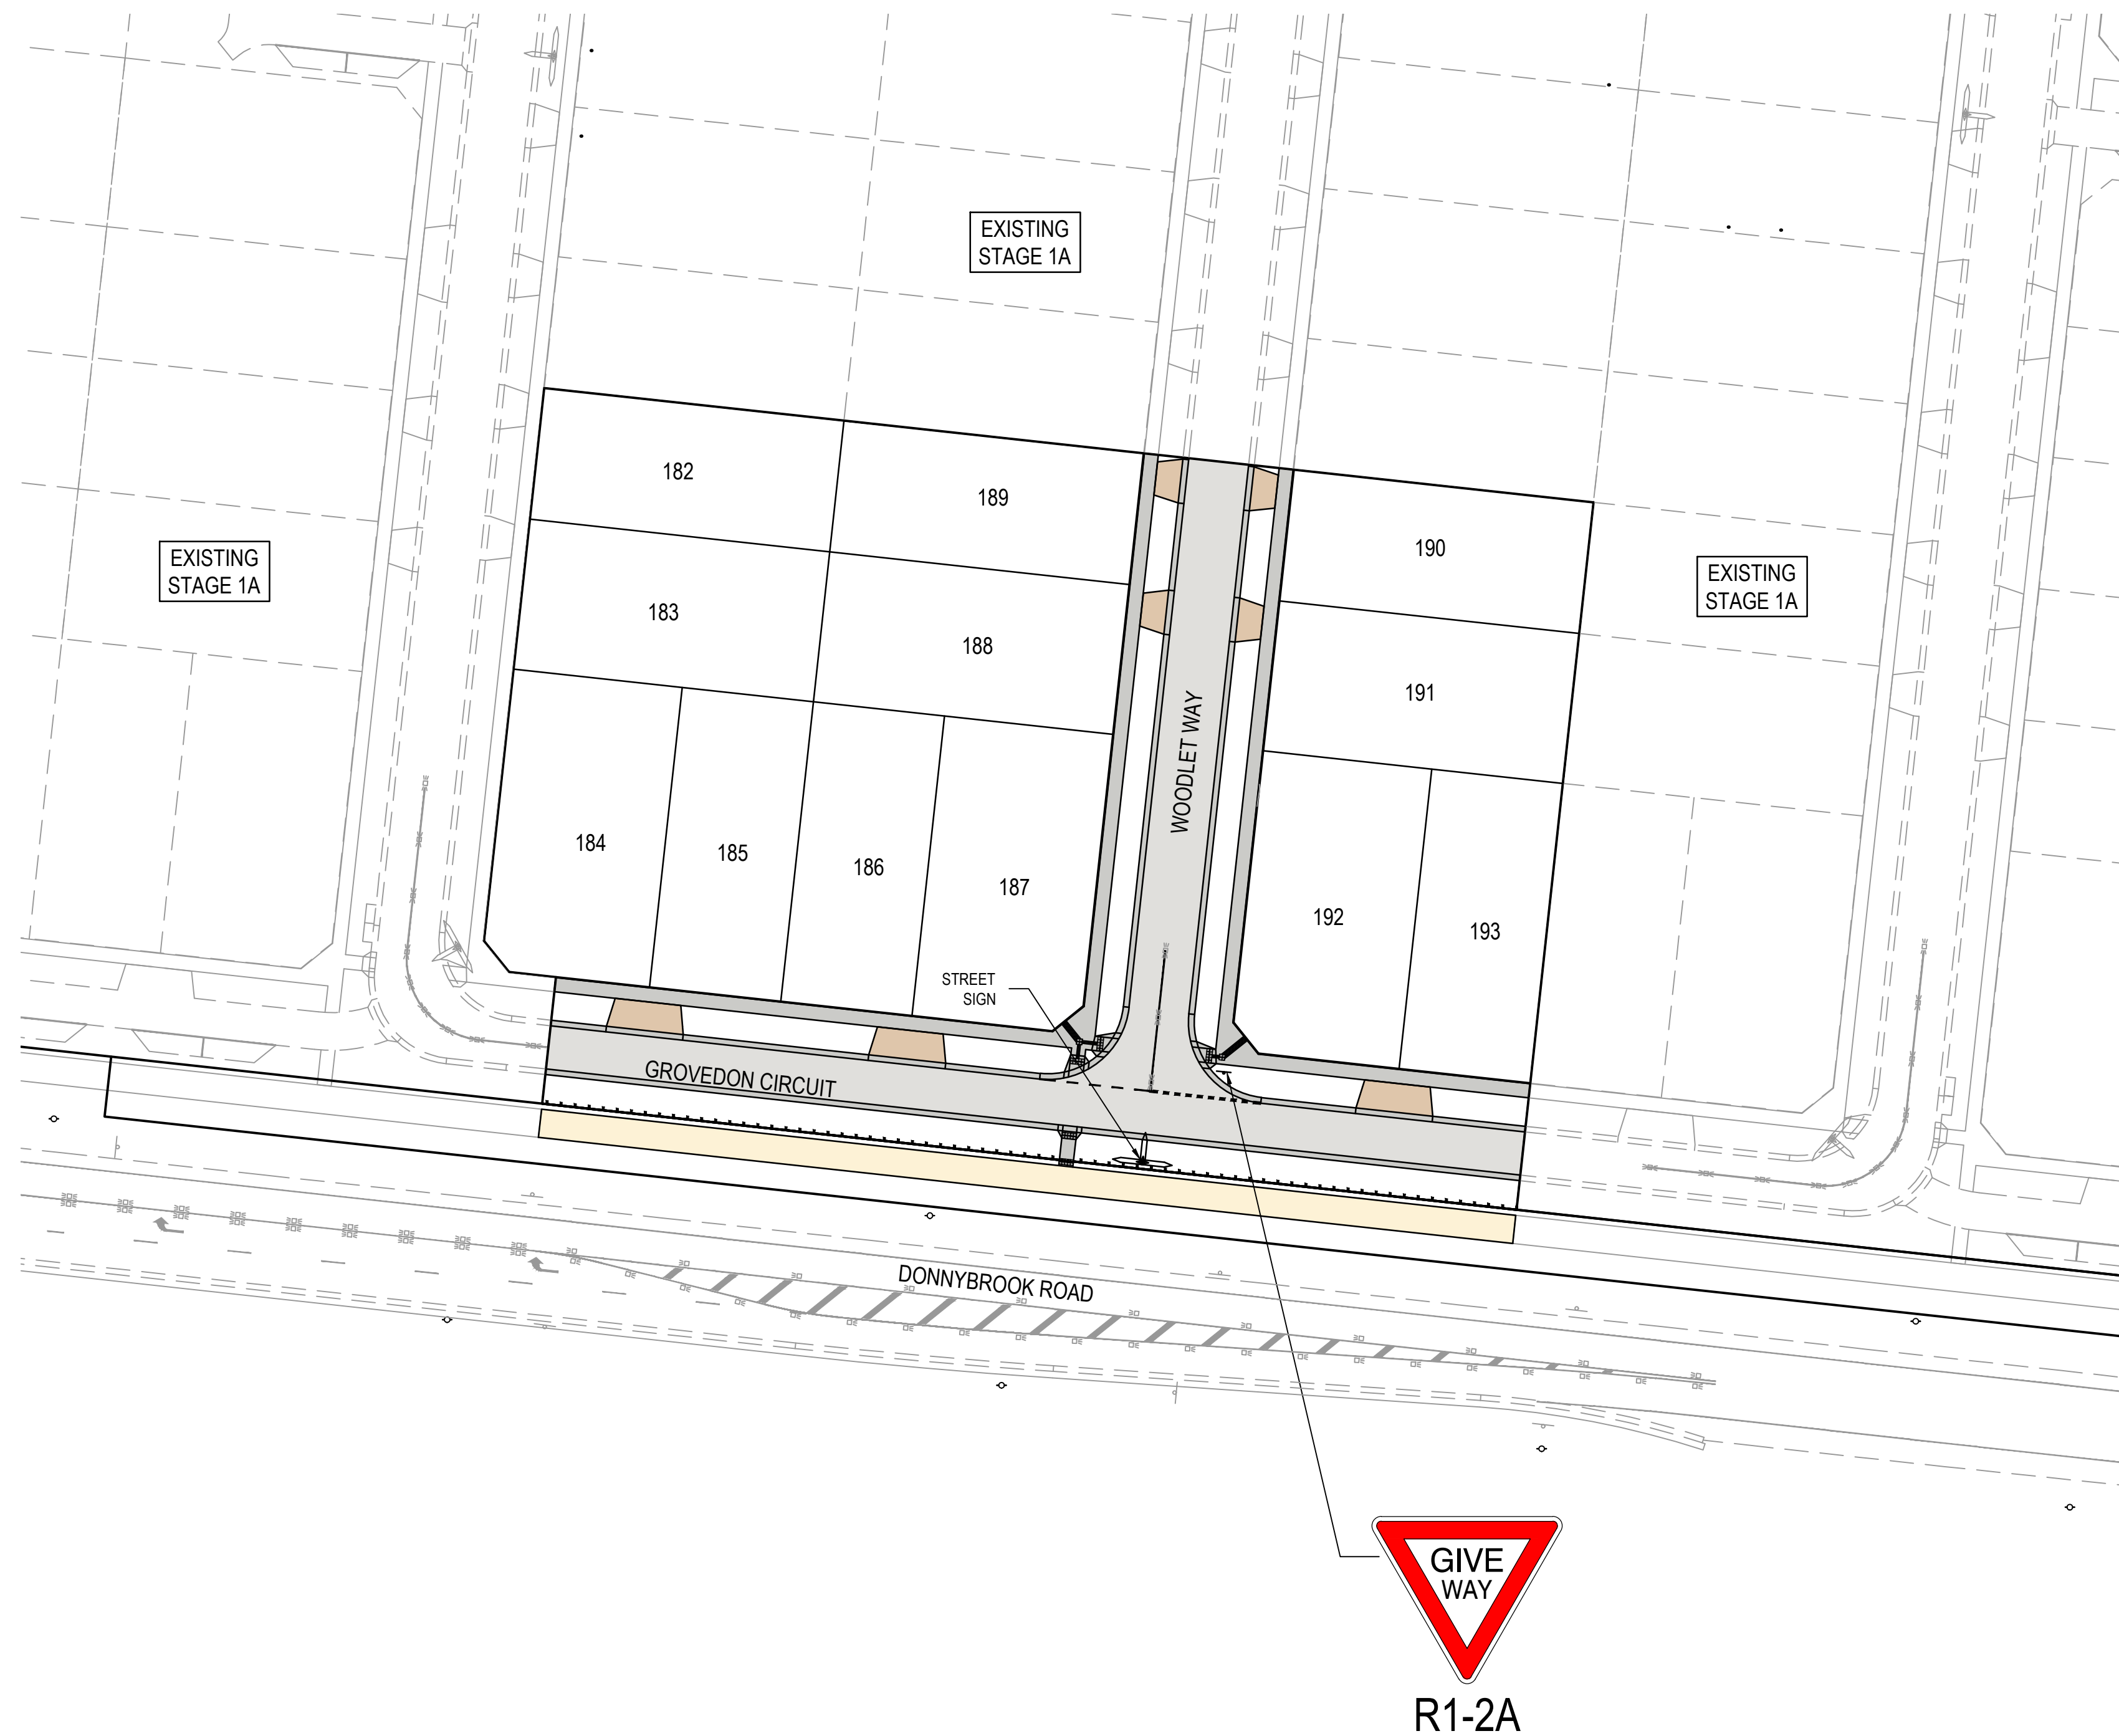 EXISTING
STAGE 1A
EXISTING
STAGE 1A
EXISTING
STAGE 1A
182
189
190
183
188
191
WOODLET WAY
184
185
186
187
192
193
STREET
SIGN
GROVEDON CIRCUIT
DONNYBROOK ROAD
GIVE
WAY
R1-2A